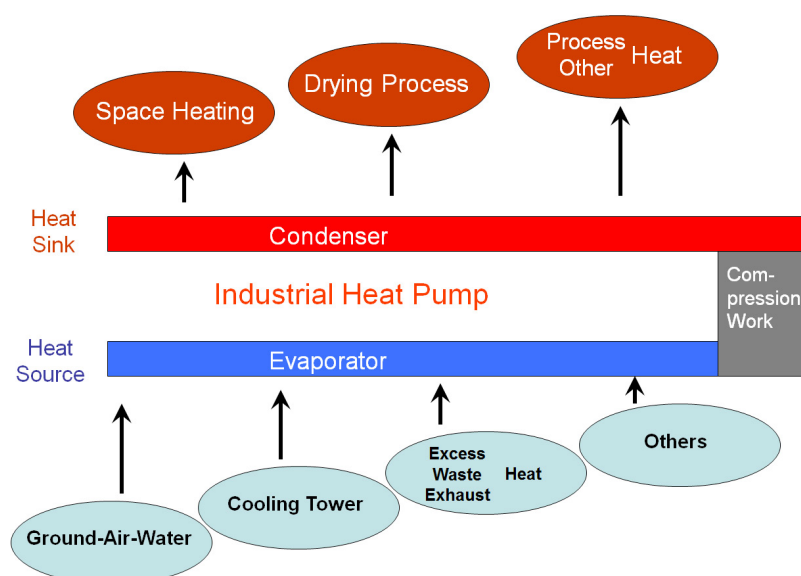 Process
Other Heat
Drying Process
Space Heating
Heat
Sink
Condenser
Industrial Heat Pump
Com-
pression
Work
Heat
Source
Evaporator
Others
Excess
Waste Heat
Exhaust
Cooling Tower
Ground-Air-Water